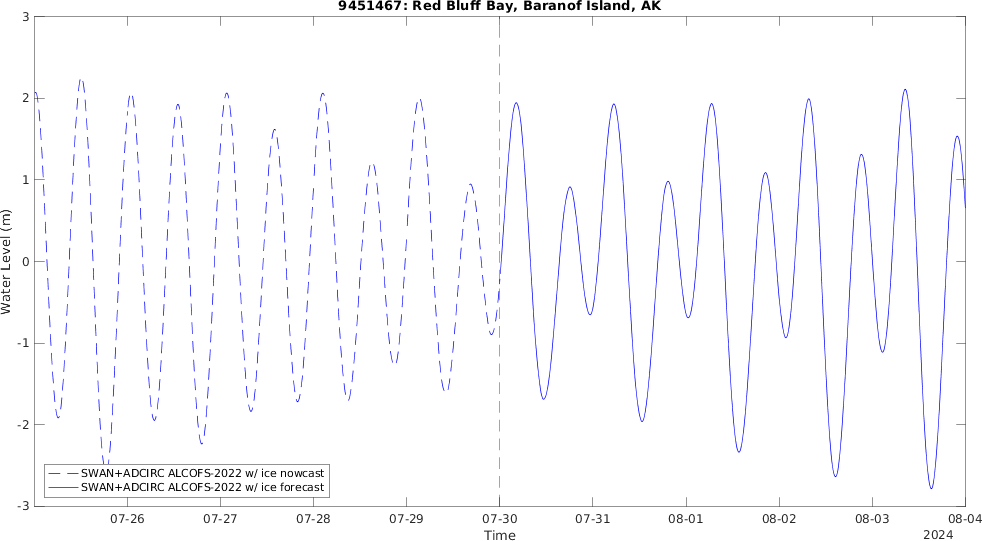 9451467: Red Bluff Bay, Baranof Island, AK
3
2
1
0
-1
-2
-3
Water Level (m)
SWAN+ADCIRC ALCOFS-2022 w/ ice nowcast
SWAN+ADCIRC ALCOFS-2022 w/ ice forecast
07-26 07-27 07-28 07-29 07-30 07-31 08-01 08-02 08-03 08-04
Time
2024